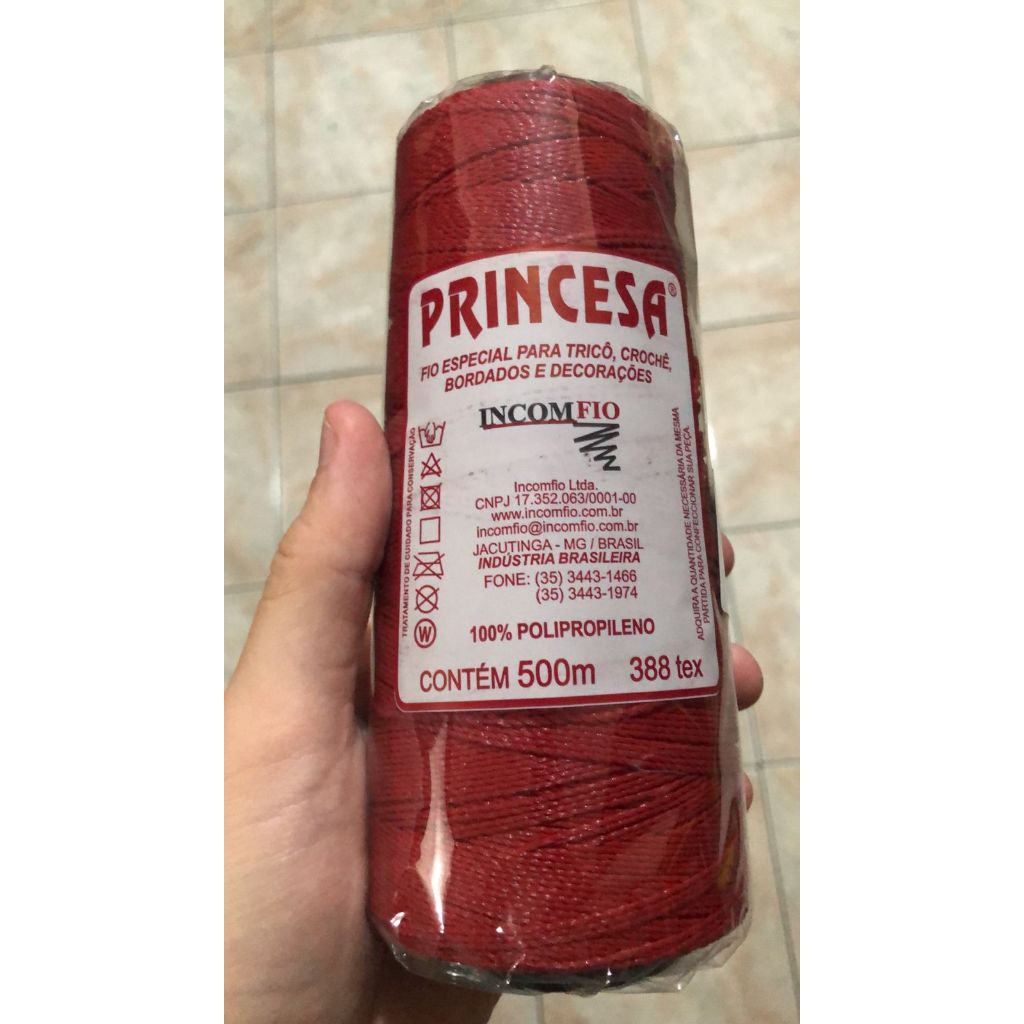 PRINCESA®
FIO ESPECIAL PARA TRICÔ, CROCHÊ,
BORDADOS E DECORAÇÕES
INCOMFIO
Incomfio Ltda.
CNPJ 17.352.063/0001-00
www.incomfio.com.br
incomfio@incomfio.com.br
JACUTINGA - MG / BRASIL
INDÚSTRIA BRASILEIRA
FONE: (35) 3443-1466
(35) 3443-1974
100% POLIPROPILENO
CONTÉM 500m 388 tex
TRATAMENTO DE CUIDADO PARA CONSERVAÇÃO
W
ADQUIRA A QUANTIDADE NECESSÁRIA DA MESMA
PARTIDA PARA CONFECCIONAR SUA PEÇA.